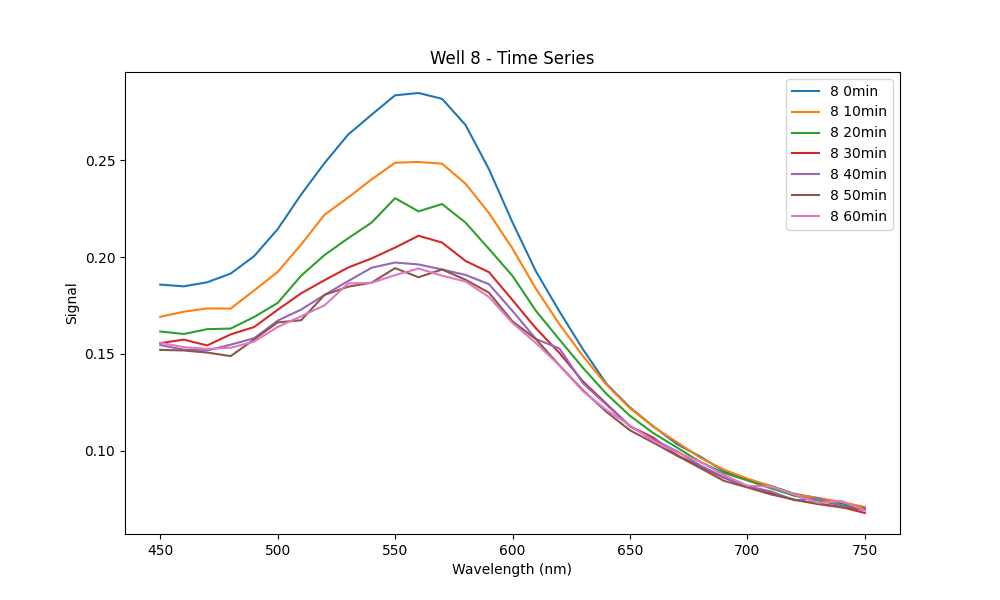 Well 8 - Time Series
8 0min
8 10min
8 20min
8 30min
8 40min
8 50min
8 60min
Signal
0.25
0.20
0.15
0.10
450 500 550 600 650 700 750
Wavelength (nm)